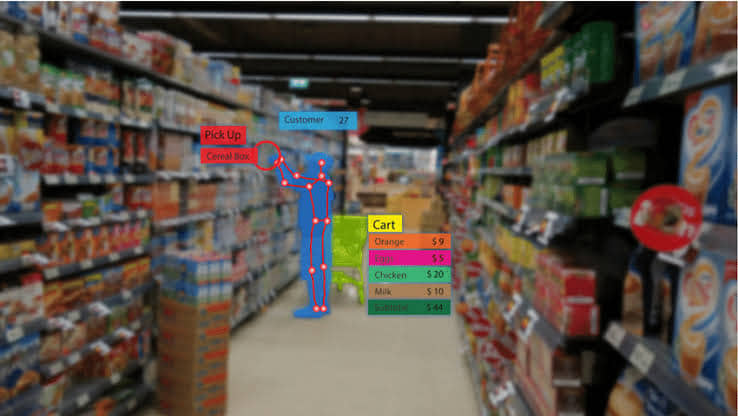 Customer 27
Pick Up
Cereal Box
Cart
Orange $ 9
$ 5
Chicken $ 20
Milk $ 10
Subtotal $ 44